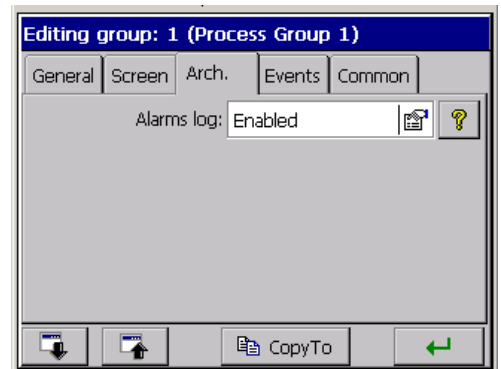 Editing group: 1 (Process Group 1)
General Screen Arch. Events Common
Alarms log: Enabled ?
CopyTo